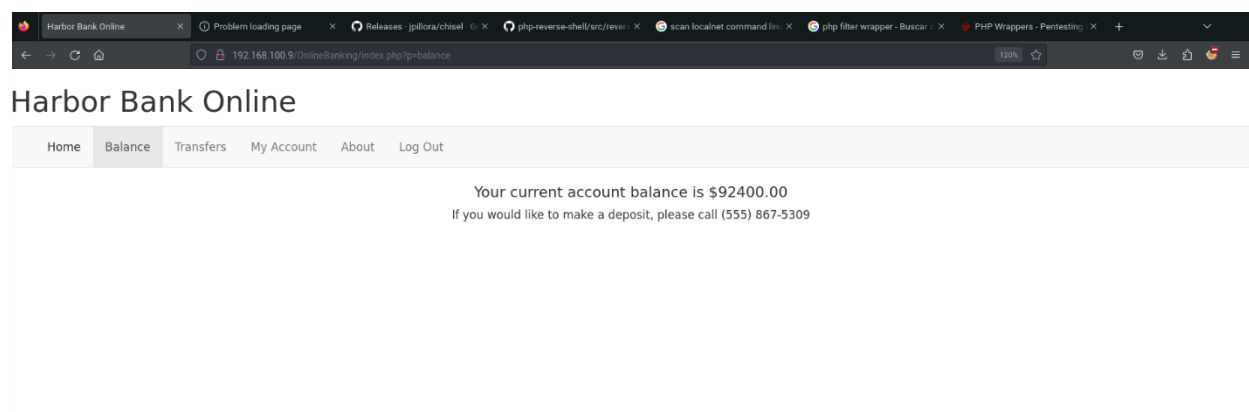 Harbor Bank Online
Problem loading page
Releases · jpillora/chisel · G
php-reverse-shell/src/revers
scan localnet command linu
php filter wrapper - Buscar c
PHP Wrappers - Pentesting
192.168.100.9/OnlineBanking/index.php?p=balance
120%
Harbor Bank Online
Home Balance Transfers My Account About Log Out
Your current account balance is $92400.00
If you would like to make a deposit, please call (555) 867-5309